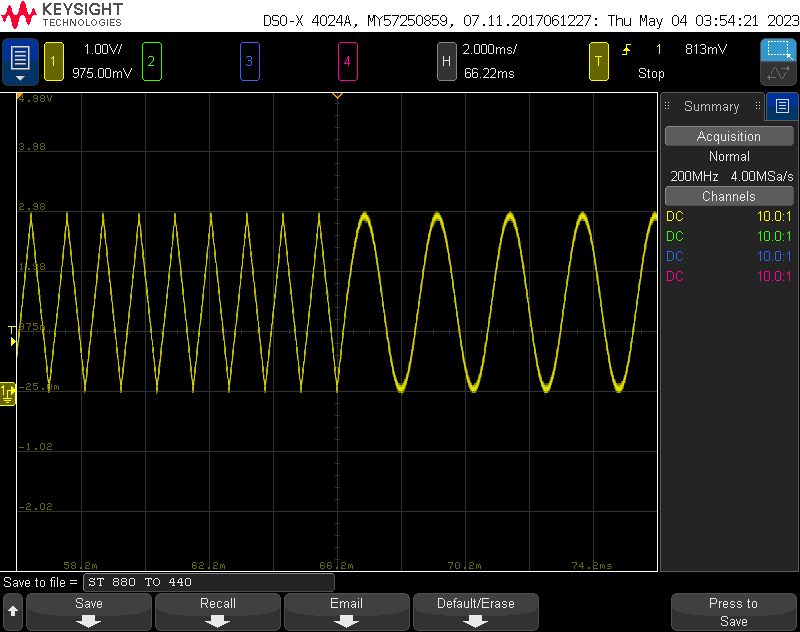 KEYSIGHT
TECHNOLOGIES
DSO-X 4024A, MY57250859, 07.11.2017061227: Thu May 04 03:54:21 2023
1 1.00V/ 975.00mV 2 3 4 H 2.000ms/ 66.22ms T 1 813mV Stop
4.98V
3.98
2.98
1.98
975m
-25.0m
-1.02
-2.02
T
1
58.2m 62.2m 66.2m 70.2m 74.2ms
Summary
Acquisition
Normal
200MHz 4.00MSa/s
Channels
DC 10.0:1
DC 10.0:1
DC 10.0:1
DC 10.0:1
Save to file = ST 880 TO 440
Save Recall Email Default/Erase Press to Save